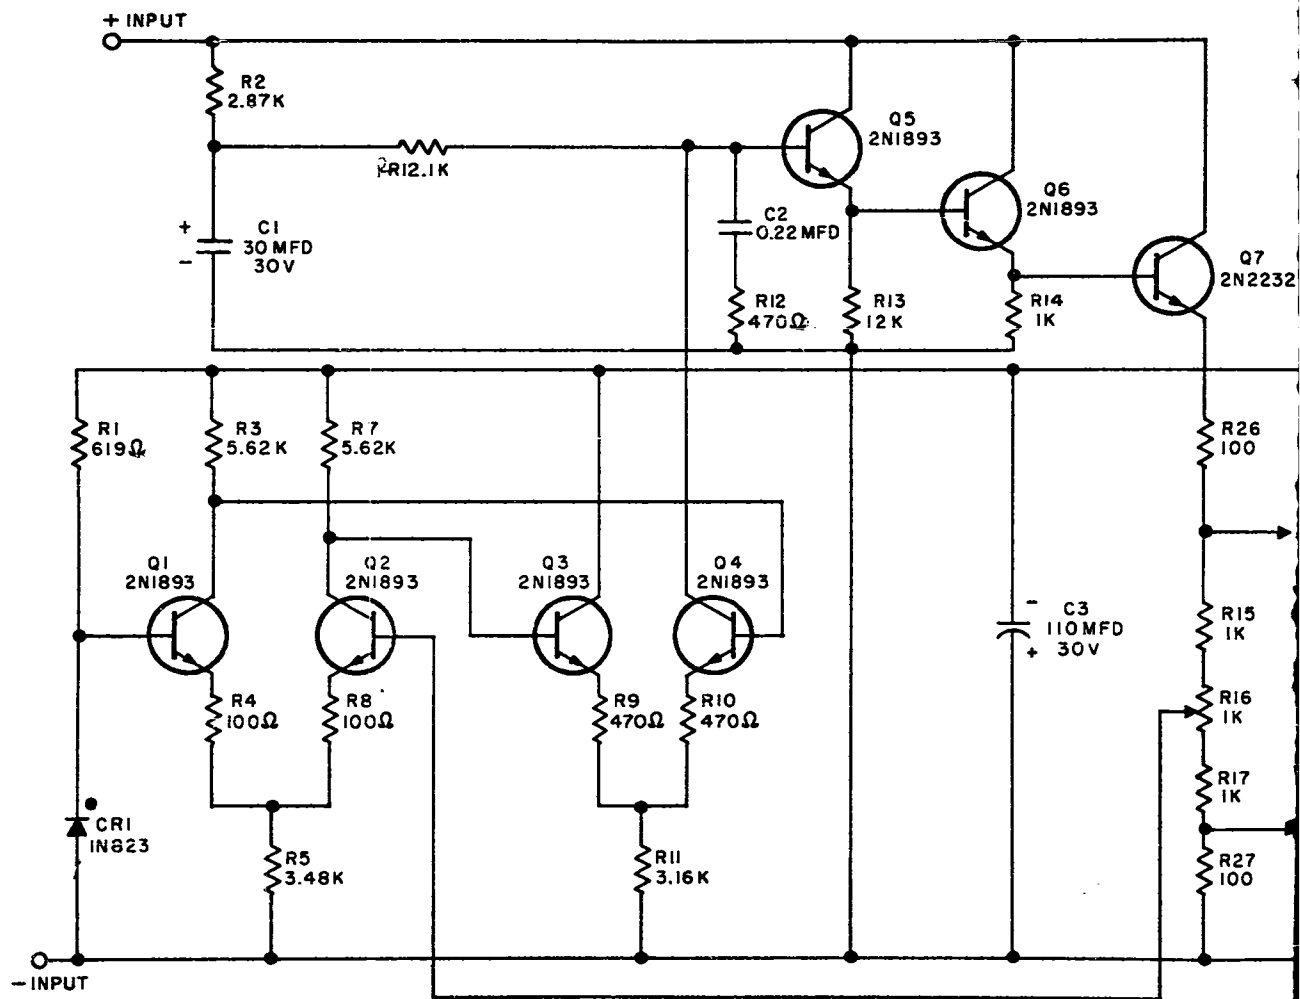 + INPUT
R2
2.87K
R12.1K
Q5
2N1893
Q6
2N1893
Q7
2N2232
+
-
C1
30 MFD
30V
C2
0.22 MFD
R12
470Ω
R13
12K
R14
1K
R1
619Ω
R3
5.62K
R7
5.62K
R26
100
Q1
2N1893
Q2
2N1893
Q3
2N1893
Q4
2N1893
-
+
C3
110 MFD
30V
R15
1K
R4
100Ω
R8
100Ω
R9
470Ω
R10
470Ω
R16
1K
R17
1K
CR1
1N823
R5
3.48K
R11
3.16K
R27
100
- INPUT